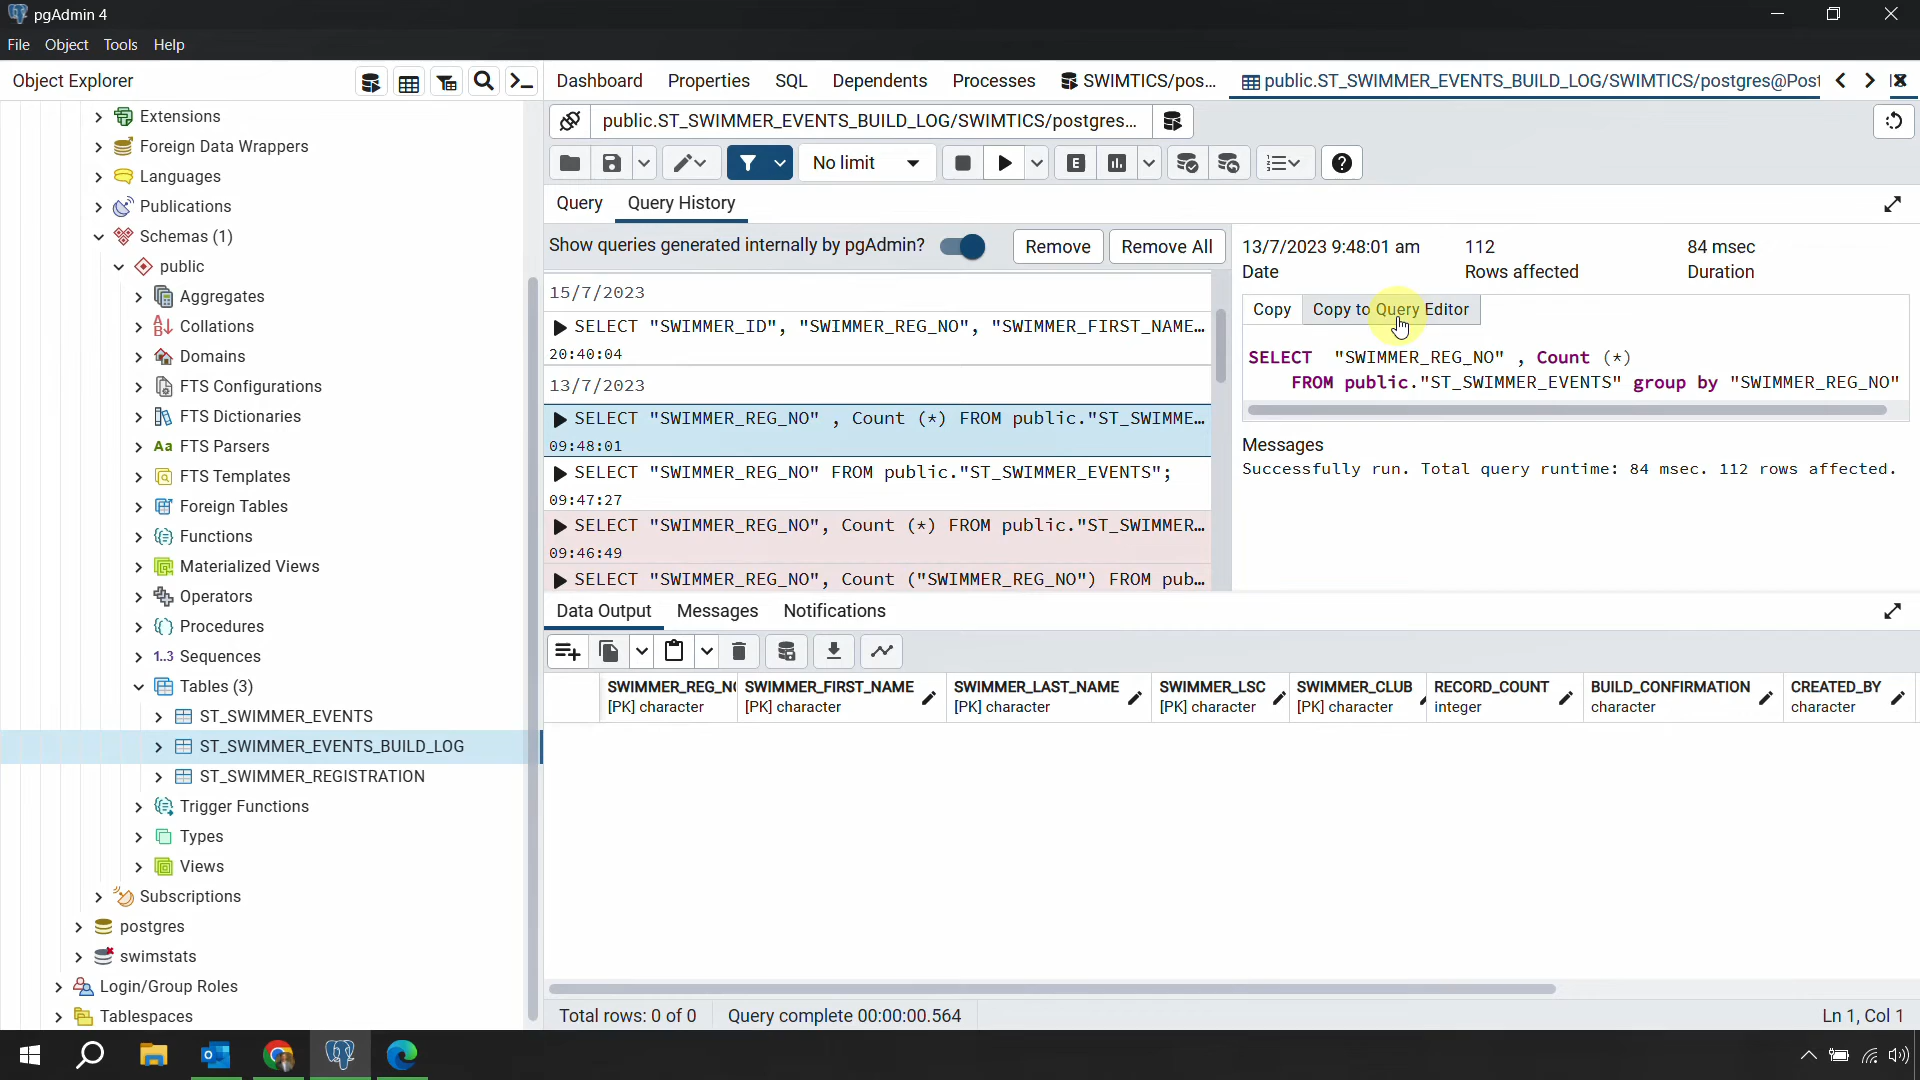 pgAdmin 4
File Object Tools Help
Object Explorer
Dashboard Properties SQL Dependents Processes SWIMTICS/pos... public.ST_SWIMMER_EVENTS_BUILD_LOG/SWIMTICS/postgres@Post
public.ST_SWIMMER_EVENTS_BUILD_LOG/SWIMTICS/postgres...
No limit
Query Query History
Show queries generated internally by pgAdmin? Remove Remove All
15/7/2023
SELECT "SWIMMER_ID", "SWIMMER_REG_NO", "SWIMMER_FIRST_NAME...
20:40:04
13/7/2023
SELECT "SWIMMER_REG_NO" , Count (*) FROM public."ST_SWIMME...
09:48:01
SELECT "SWIMMER_REG_NO" FROM public."ST_SWIMMER_EVENTS";
09:47:27
SELECT "SWIMMER_REG_NO", Count (*) FROM public."ST_SWIMMER...
09:46:49
SELECT "SWIMMER_REG_NO", Count ("SWIMMER_REG_NO") FROM pub...
13/7/2023 9:48:01 am 112 84 msec
Date Rows affected Duration
Copy Copy to Query Editor
SELECT "SWIMMER_REG_NO" , Count (*)
FROM public."ST_SWIMMER_EVENTS" group by "SWIMMER_REG_NO"
Messages
Successfully run. Total query runtime: 84 msec. 112 rows affected.
Extensions
Foreign Data Wrappers
Languages
Publications
Schemas (1)
public
Aggregates
Collations
Domains
FTS Configurations
FTS Dictionaries
Aa FTS Parsers
FTS Templates
Foreign Tables
Functions
Materialized Views
Operators
Procedures
1..3 Sequences
Tables (3)
ST_SWIMMER_EVENTS
ST_SWIMMER_EVENTS_BUILD_LOG
ST_SWIMMER_REGISTRATION
Trigger Functions
Types
Views
Subscriptions
postgres
swimstats
Login/Group Roles
Tablespaces
Data Output Messages Notifications
SWIMMER_REG_NO SWIMMER_FIRST_NAME SWIMMER_LAST_NAME SWIMMER_LSC SWIMMER_CLUB RECORD_COUNT BUILD_CONFIRMATION CREATED_BY
[PK] character [PK] character [PK] character [PK] character [PK] character integer character character
Total rows: 0 of 0 Query complete 00:00:00.564 Ln 1, Col 1